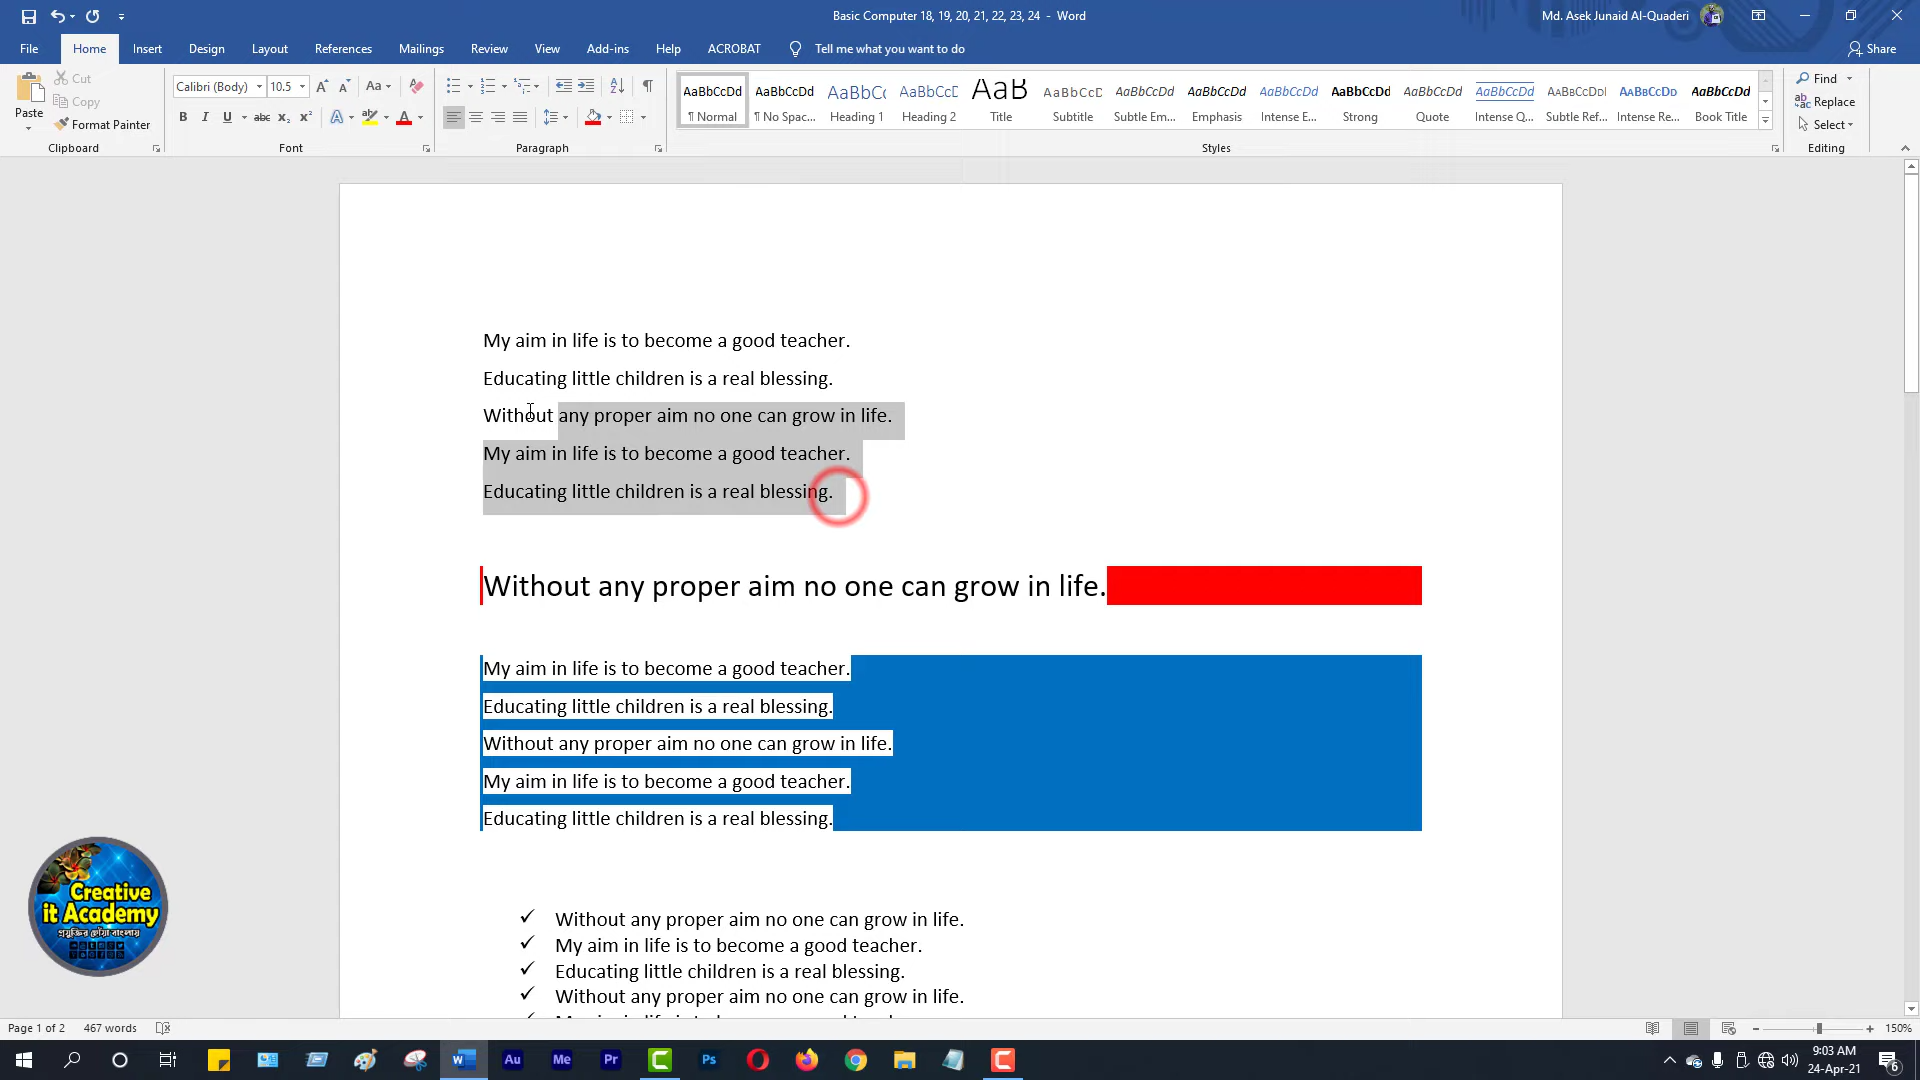 Basic Computer 18, 19, 20, 21, 22, 23, 24 - Word
Md. Asek Junaid Al-Quaderi
File Home Insert Design Layout References Mailings Review View Add-ins Help ACROBAT Tell me what you want to do Share
Paste
Cut
Copy
Format Painter
Clipboard
Calibri (Body) 10.5
Font
Paragraph
AaBbCcDd AaBbCcDd AaBbCc AaBbCcD AaB AaBbCcD AaBbCcDd AaBbCcDd AaBbCcDd AaBbCcDd AaBbCcDd AaBbCcDd AaBbCcDd AaBbCcDd AaBbCcDd
¶ Normal ¶ No Spac... Heading 1 Heading 2 Title Subtitle Subtle Em... Emphasis Intense E... Strong Quote Intense Q... Subtle Ref... Intense Re... Book Title
Styles
Find
Replace
Select
Editing
My aim in life is to become a good teacher.
Educating little children is a real blessing.
Without any proper aim no one can grow in life.
My aim in life is to become a good teacher.
Educating little children is a real blessing.
Without any proper aim no one can grow in life.
My aim in life is to become a good teacher.
Educating little children is a real blessing.
Without any proper aim no one can grow in life.
My aim in life is to become a good teacher.
Educating little children is a real blessing.
✓ Without any proper aim no one can grow in life.
✓ My aim in life is to become a good teacher.
✓ Educating little children is a real blessing.
✓ Without any proper aim no one can grow in life.
Creative
it Academy
প্রযুক্তির ছোঁয়া বাংলায়
Page 1 of 2 467 words
150%
Au Me Pr Ps
9:03 AM
24-Apr-21
6